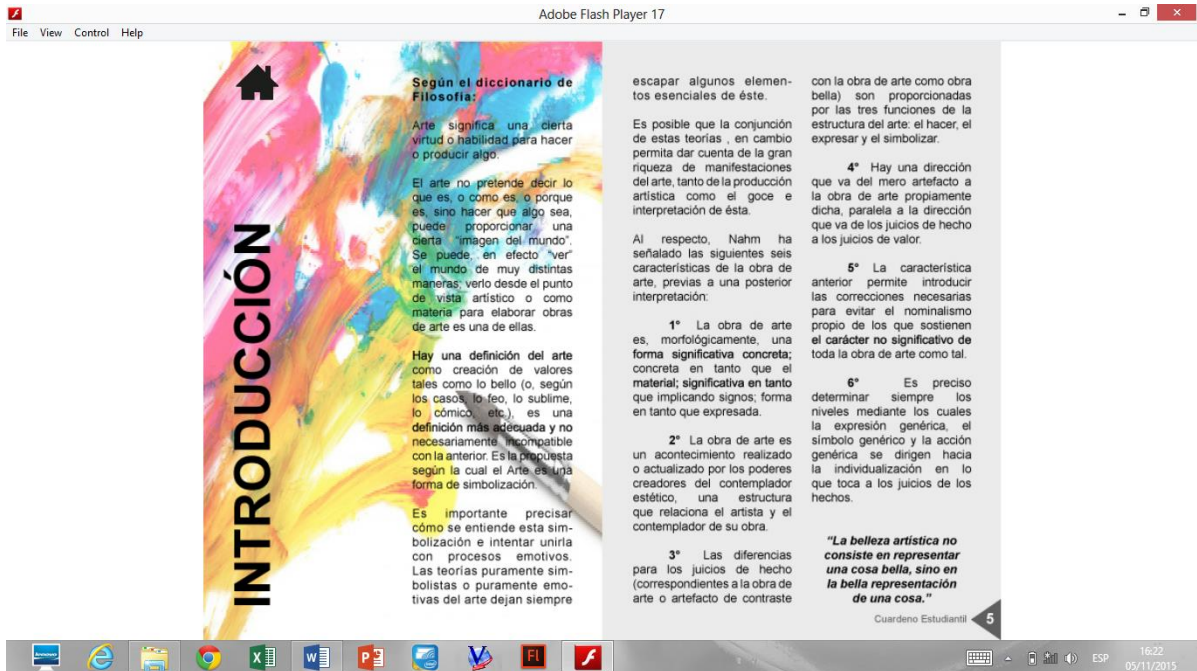 Adobe Flash Player 17
File View Control Help
INTRODUCCIÓN
Según el diccionario de
Filosofía:
Arte significa una cierta
virtud o habilidad para hacer
o producir algo.
El arte no pretende decir lo
que es, o como es, o porque
es, sino hacer que algo sea,
puede proporcionar una
cierta “imagen del mundo”.
Se puede, en efecto “ver”
el mundo de muy distintas
maneras; verlo desde el punto
de vista artístico o como
materia para elaborar obras
de arte es una de ellas.
Hay una definición del arte
como creación de valores
tales como lo bello (o, según
los casos, lo feo, lo sublime,
lo cómico, etc.), es una
definición más adecuada y no
necesariamente incompatible
con la anterior. Es la propuesta
según la cual el Arte es una
forma de simbolización.
Es importante precisar
cómo se entiende esta sim-
bolización e intentar unirla
con procesos emotivos.
Las teorías puramente sim-
bolistas o puramente emo-
tivas del arte dejan siempre
escapar algunos elemen-
tos esenciales de éste.
Es posible que la conjunción
de estas teorías , en cambio
permita dar cuenta de la gran
riqueza de manifestaciones
del arte, tanto de la producción
artística como el goce e
interpretación de ésta.
Al respecto, Nahm ha
señalado las siguientes seis
características de la obra de
arte, previas a una posterior
interpretación:
1° La obra de arte
es, morfológicamente, una
forma significativa concreta;
concreta en tanto que el
material; significativa en tanto
que implicando signos; forma
en tanto que expresada.
2° La obra de arte es
un acontecimiento realizado
o actualizado por los poderes
creadores del contemplador
estético, una estructura
que relaciona el artista y el
contemplador de su obra.
3° Las diferencias
para los juicios de hecho
(correspondientes a la obra de
arte o artefacto de contraste
con la obra de arte como obra
bella) son proporcionadas
por las tres funciones de la
estructura del arte: el hacer, el
expresar y el simbolizar.
4° Hay una dirección
que va del mero artefacto a
la obra de arte propiamente
dicha, paralela a la dirección
que va de los juicios de hecho
a los juicios de valor.
5° La característica
anterior permite introducir
las correcciones necesarias
para evitar el nominalismo
propio de los que sostienen
el carácter no significativo de
toda la obra de arte como tal.
6° Es preciso
determinar siempre los
niveles mediante los cuales
la expresión genérica, el
símbolo genérico y la acción
genérica se dirigen hacia
la individualización en lo
que toca a los juicios de los
hechos.
“La belleza artística no
consiste en representar
una cosa bella, sino en
la bella representación
de una cosa.”
Cuardeno Estudiantil 5
ESP
16:22
05/11/2015